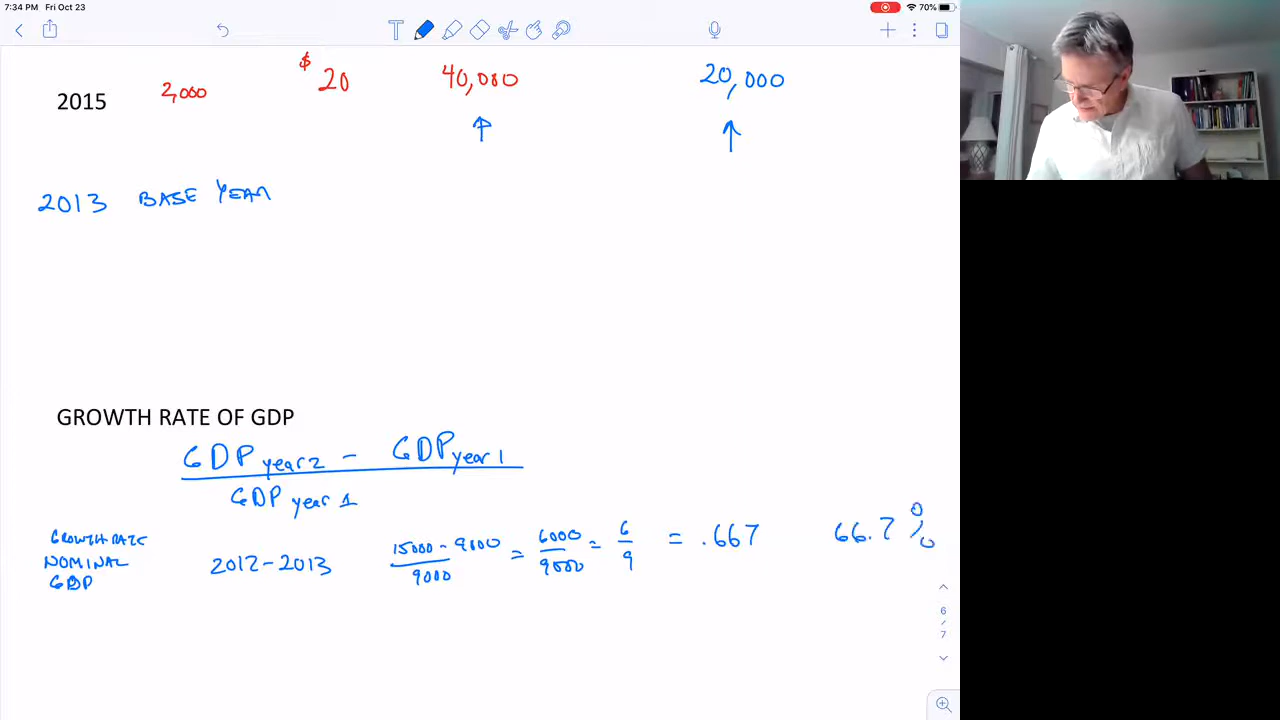 7:34 PM Fri Oct 23
70%
T
2015 2,000 $ 20 40,000 20,000
↑ ↑
2013 BASE YEAR
GROWTH RATE OF GDP
GDP year 2 - GDP year 1
GDP year 1
GROWTH RATE
NOMINAL
GDP
2012-2013
15000 - 9000 / 9000 = 6000 / 9000 = 6 / 9 = .667 66.7 %
6
/
7